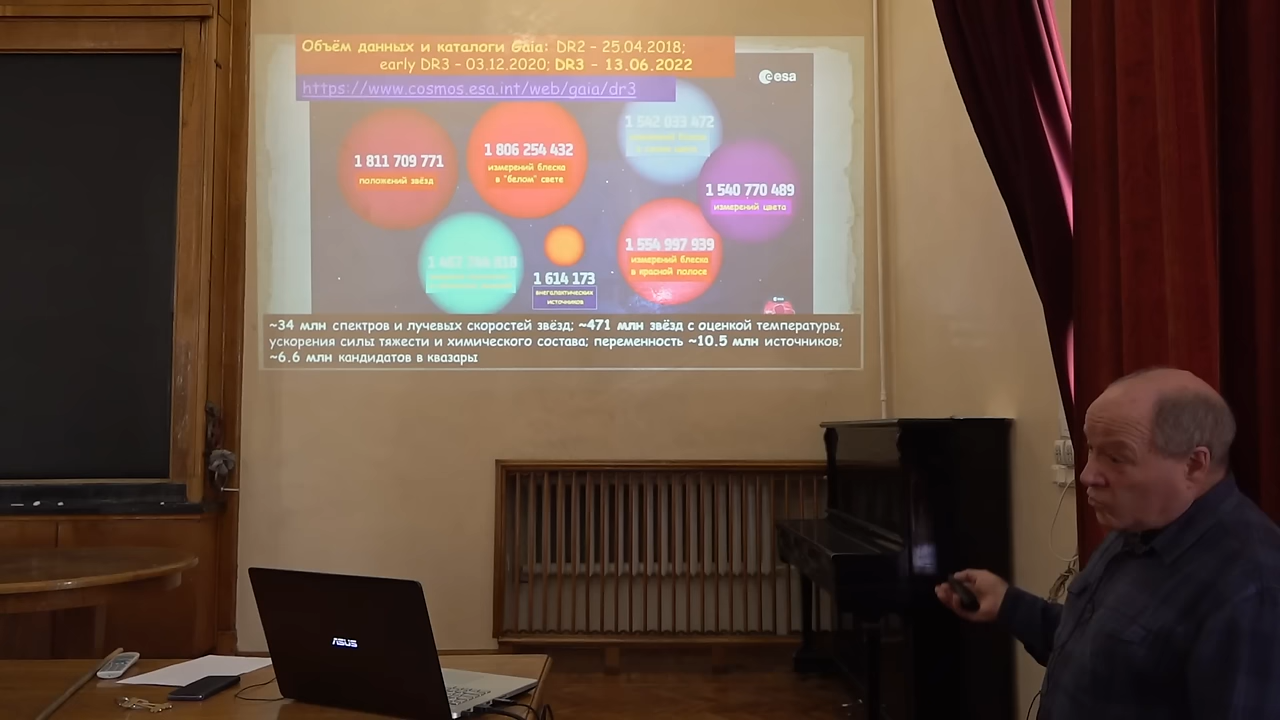 Объём данных и каталоги Gaia: DR2 – 25.04.2018;
early DR3 – 03.12.2020; DR3 – 13.06.2022
https://www.cosmos.esa.int/web/gaia/dr3
esa
1 811 709 771
положений звёзд
1 806 254 432
измерений блеска
в "белом" свете
1 542 033 472
1 540 770 489
измерений цвета
1 554 997 939
измерений блеска
в красной полосе
1 614 173
внегалактических
источников
~34 млн спектров и лучевых скоростей звёзд; ~471 млн звёзд с оценкой температуры,
ускорения силы тяжести и химического состава; переменность ~10.5 млн источников;
~6.6 млн кандидатов в квазары
ASUS